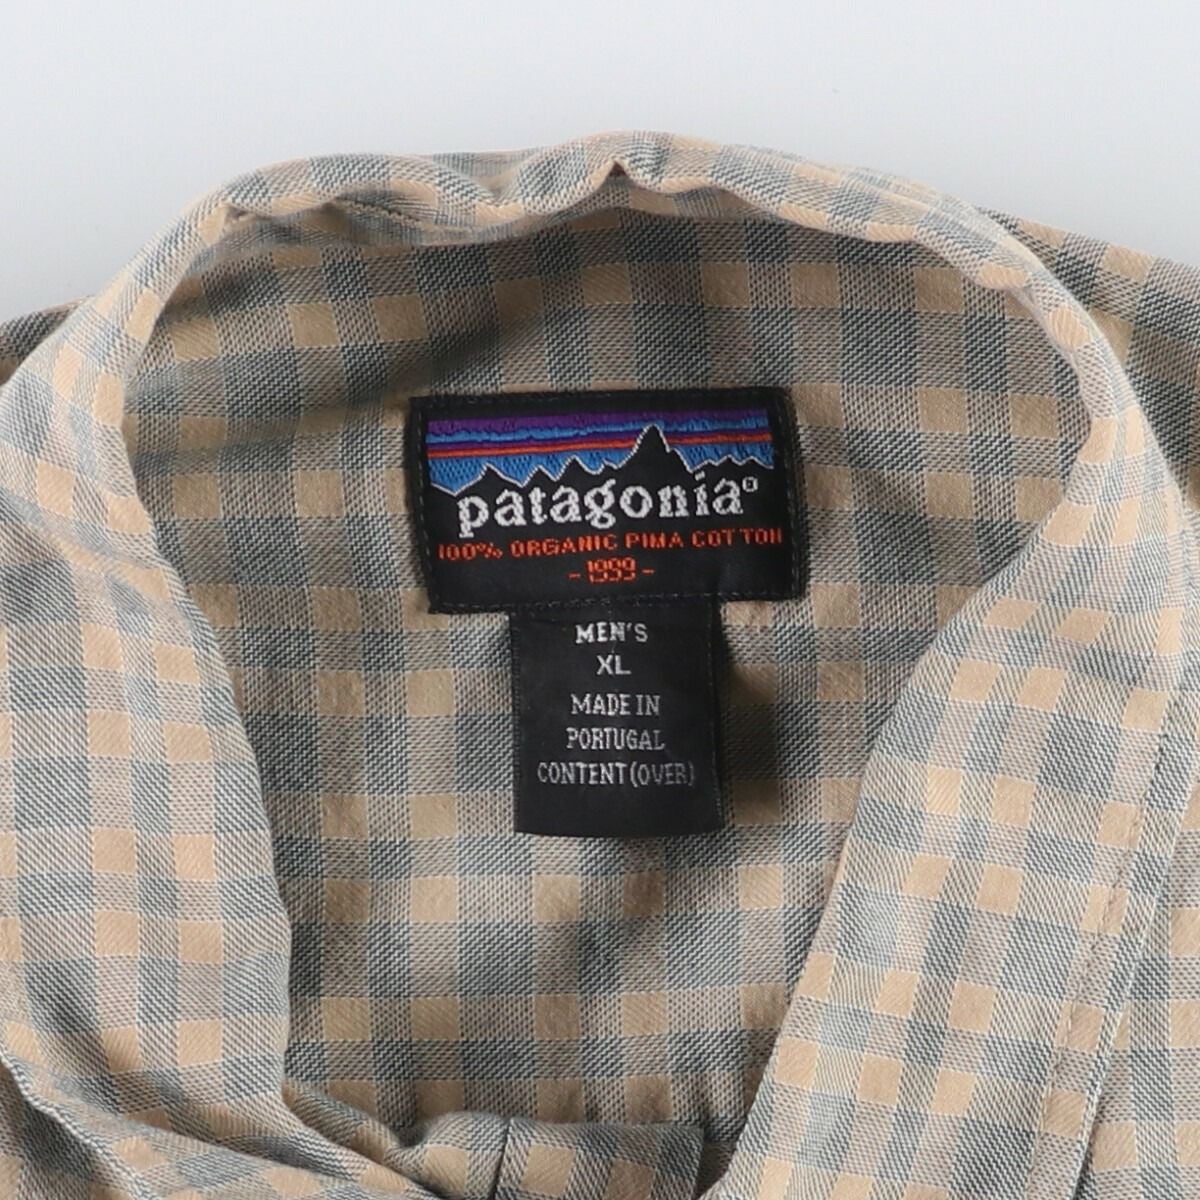 patagonia®
100% ORGANIC PIMA COTTON
- 1999 -
MEN'S
XL
MADE IN
PORTUGAL
CONTENT (OVER)